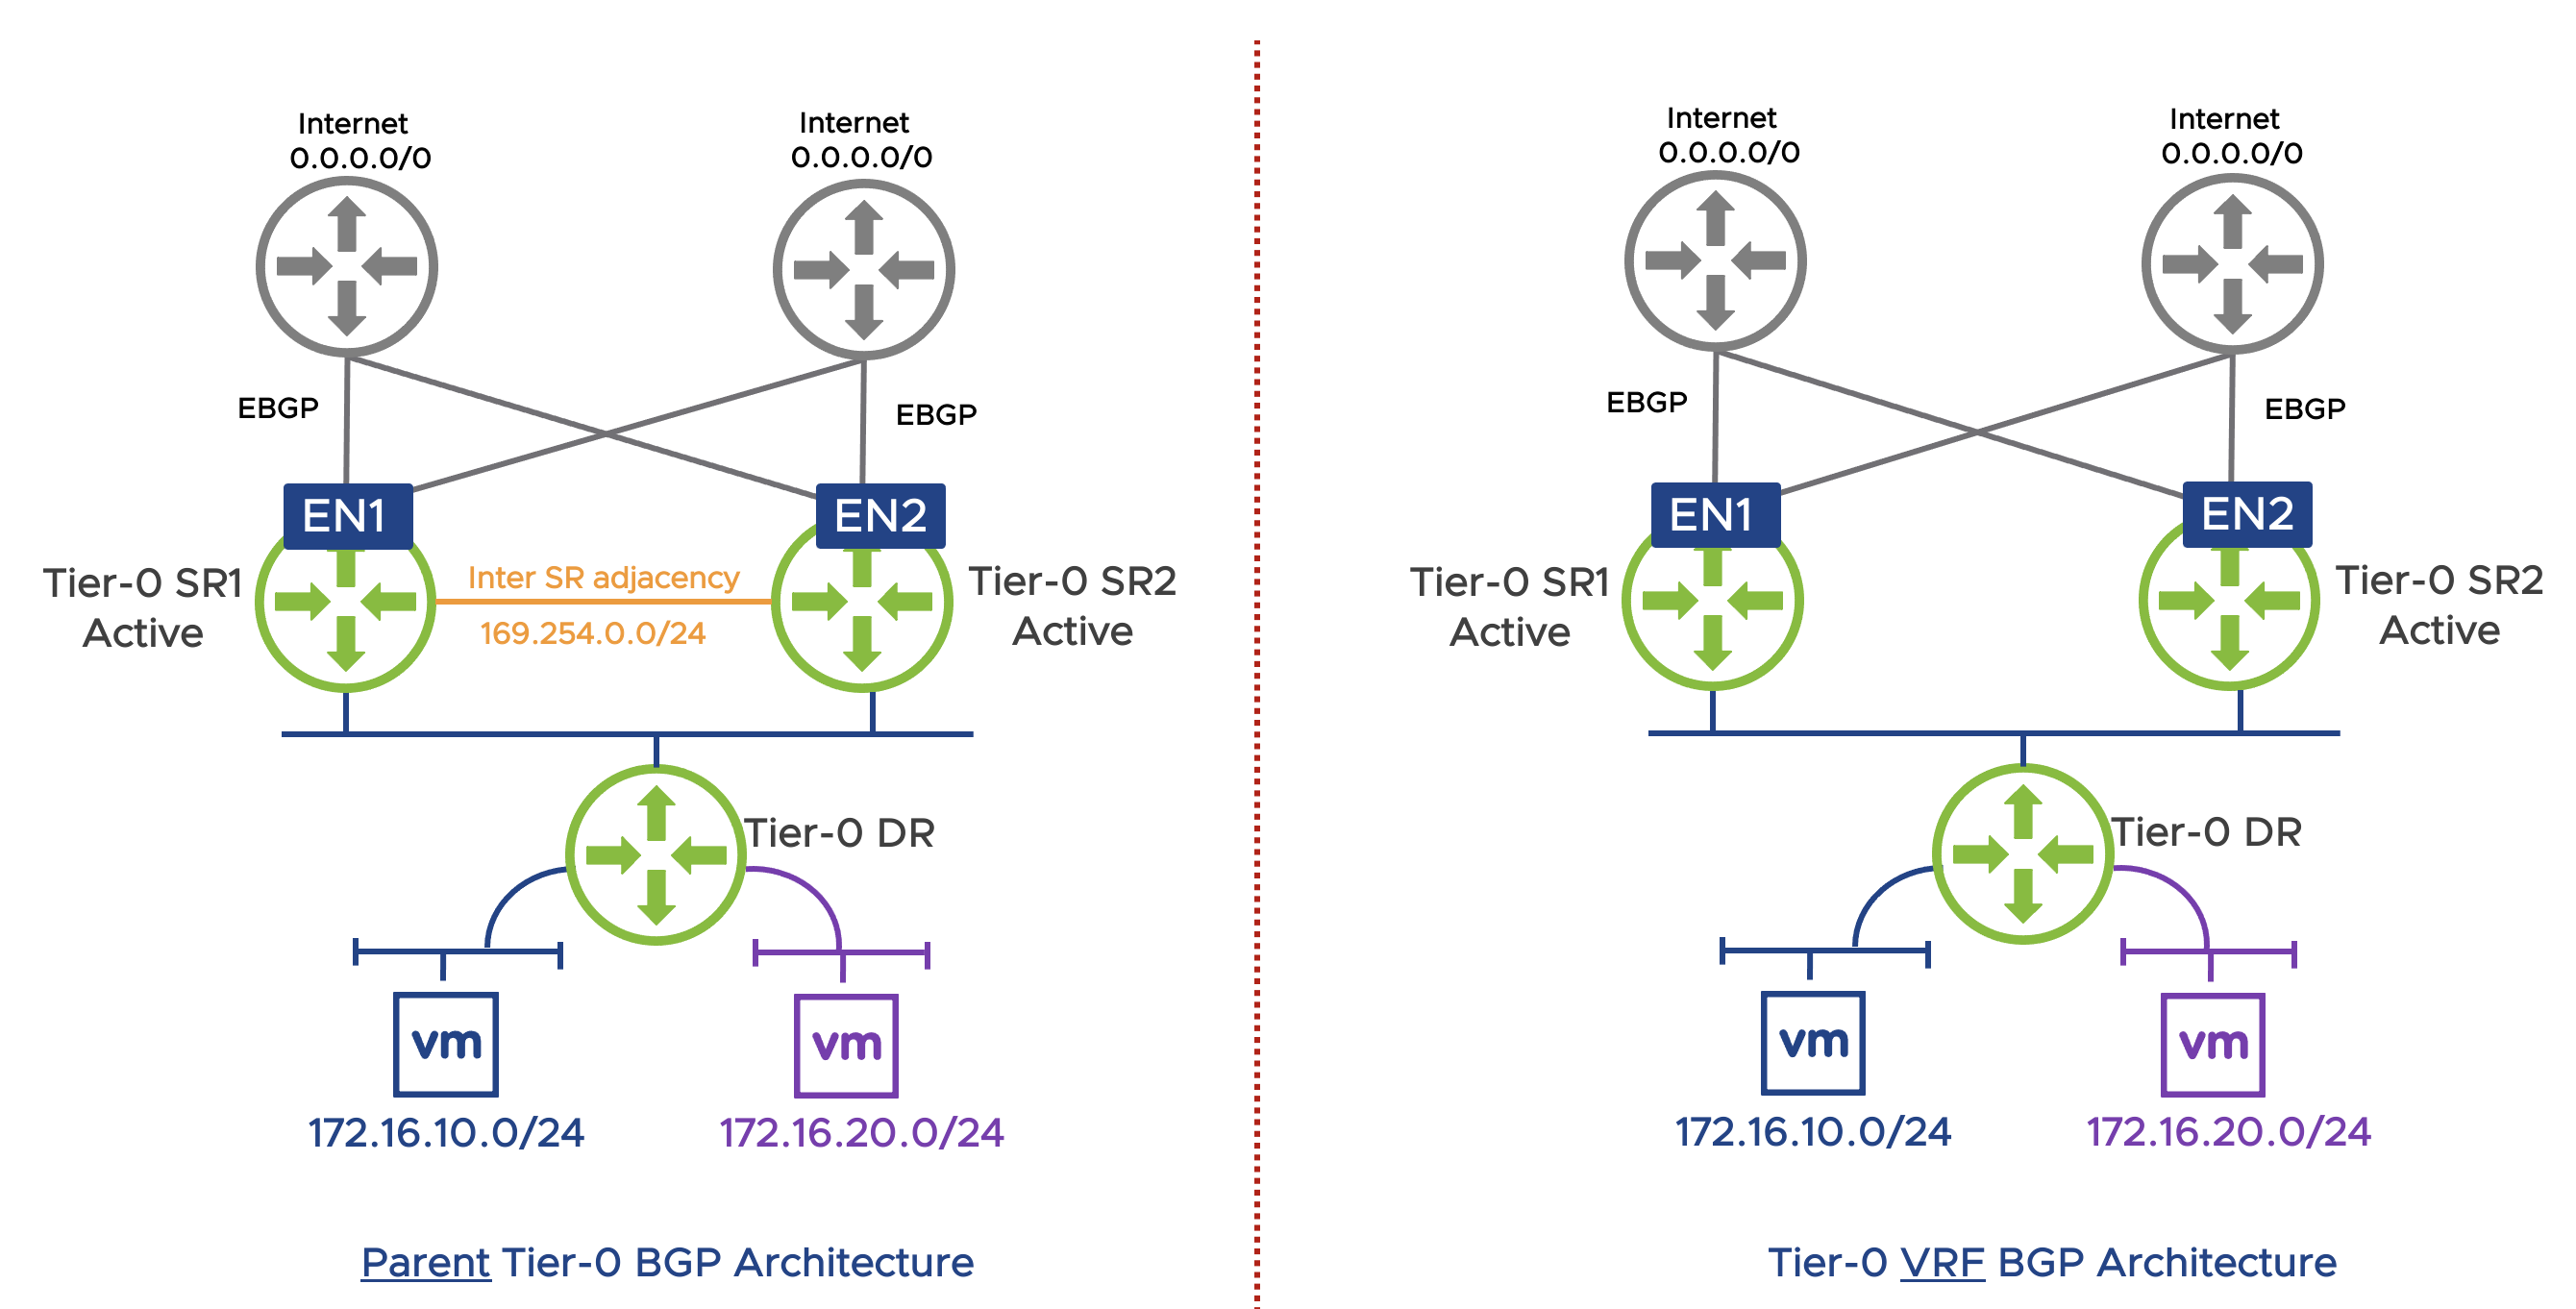 Internet
0.0.0.0/0
Internet
0.0.0.0/0
EBGP
EBGP
EN1
EN2
Tier-0 SR1
Active
Inter SR adjacency
169.254.0.0/24
Tier-0 SR2
Active
Tier-0 DR
vm
vm
172.16.10.0/24
172.16.20.0/24
Parent Tier-0 BGP Architecture
Internet
0.0.0.0/0
Internet
0.0.0.0/0
EBGP
EBGP
EN1
EN2
Tier-0 SR1
Active
Tier-0 SR2
Active
Tier-0 DR
vm
vm
172.16.10.0/24
172.16.20.0/24
Tier-0 VRF BGP Architecture